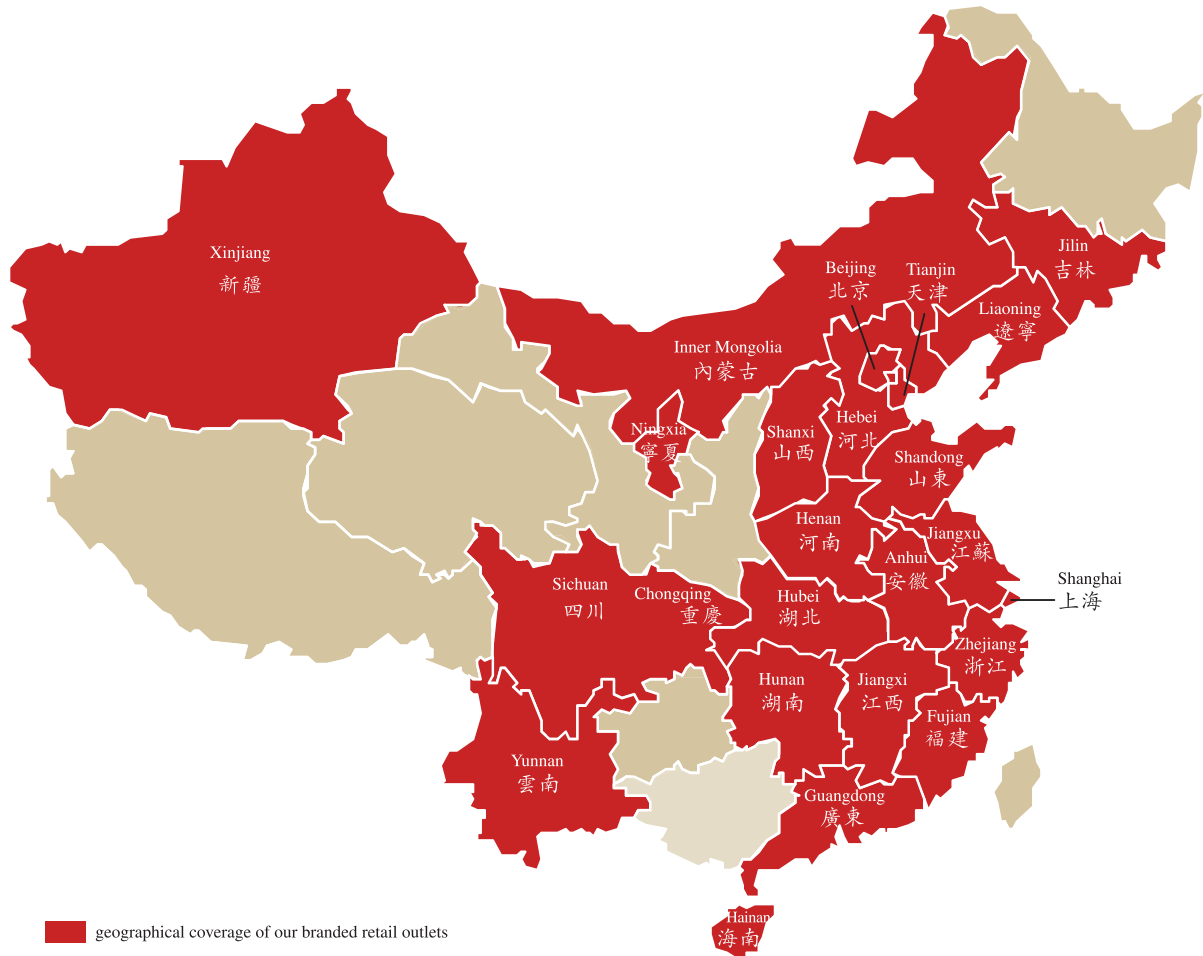 Xinjiang
新疆
Jilin
吉林
Beijing
北京
Tianjin
天津
Liaoning
遼寧
Inner Mongolia
內蒙古
Hebei
河北
Ningxia
寧夏
Shanxi
山西
Shandong
山東
Henan
河南
Jiangxu
江蘇
Anhui
安徽
Shanghai
上海
Sichuan
四川
Chongqing
重慶
Hubei
湖北
Zhejiang
浙江
Hunan
湖南
Jiangxi
江西
Fujian
福建
Yunnan
雲南
Guangdong
廣東
Hainan
海南
geographical coverage of our branded retail outlets